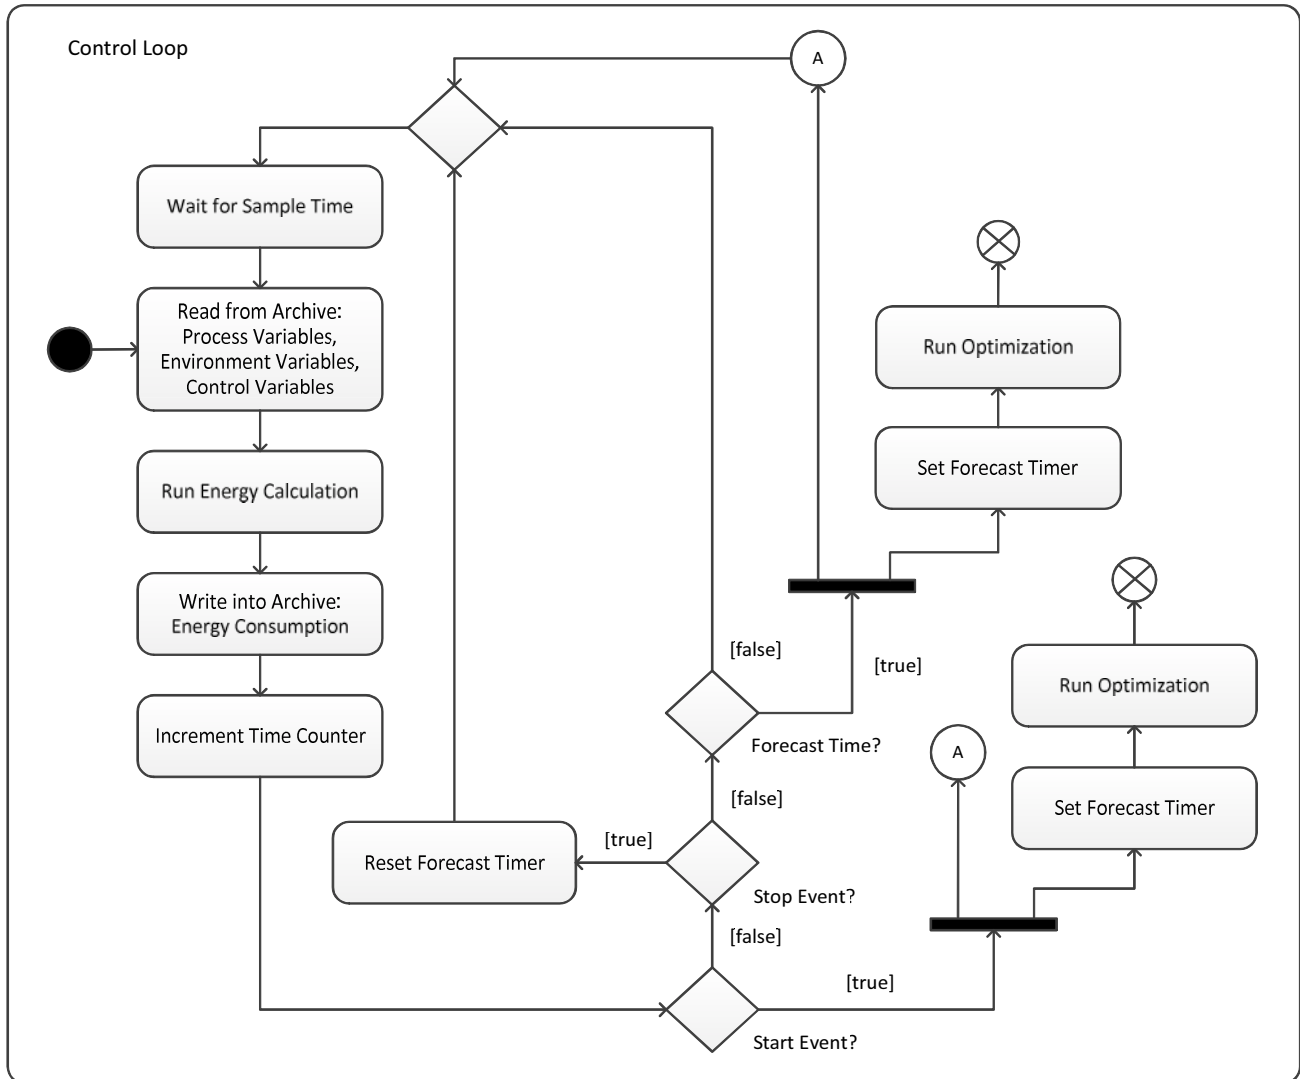 Control Loop
A
Wait for Sample Time
Read from Archive:
Process Variables,
Environment Variables,
Control Variables
Run Optimization
Set Forecast Timer
Run Energy Calculation
Write into Archive:
Energy Consumption
[false]
[true]
Run Optimization
Increment Time Counter
Forecast Time?
A
[false]
Set Forecast Timer
[true]
Reset Forecast Timer
Stop Event?
[false]
[true]
Start Event?